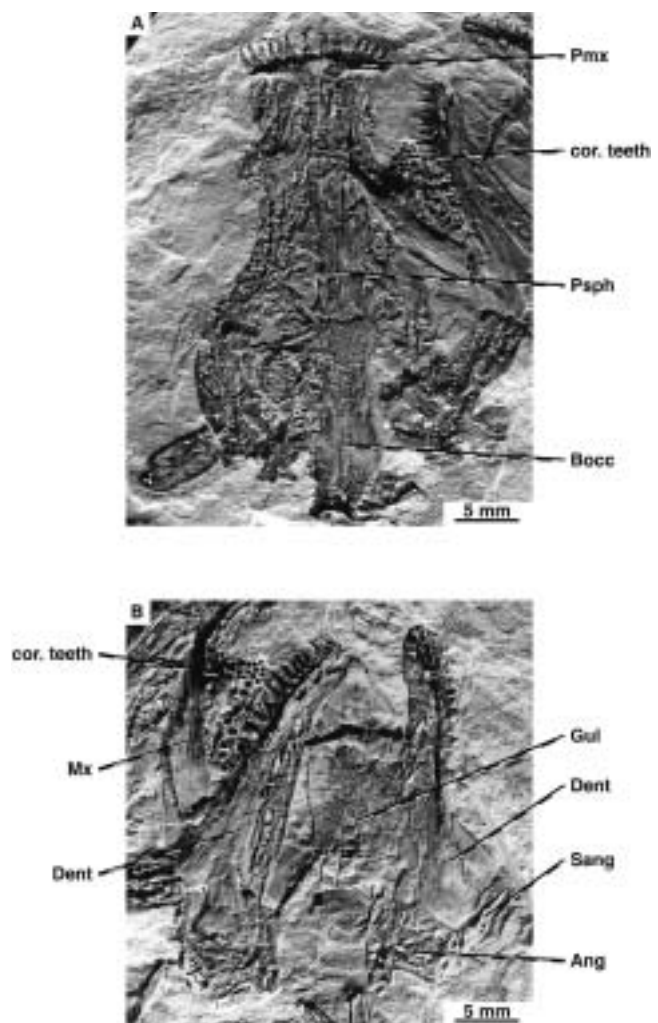 A
Pmx
cor. teeth
Psph
Bocc
5 mm
B
cor. teeth
Gul
Mx
Dent
Dent
Sang
Ang
5 mm